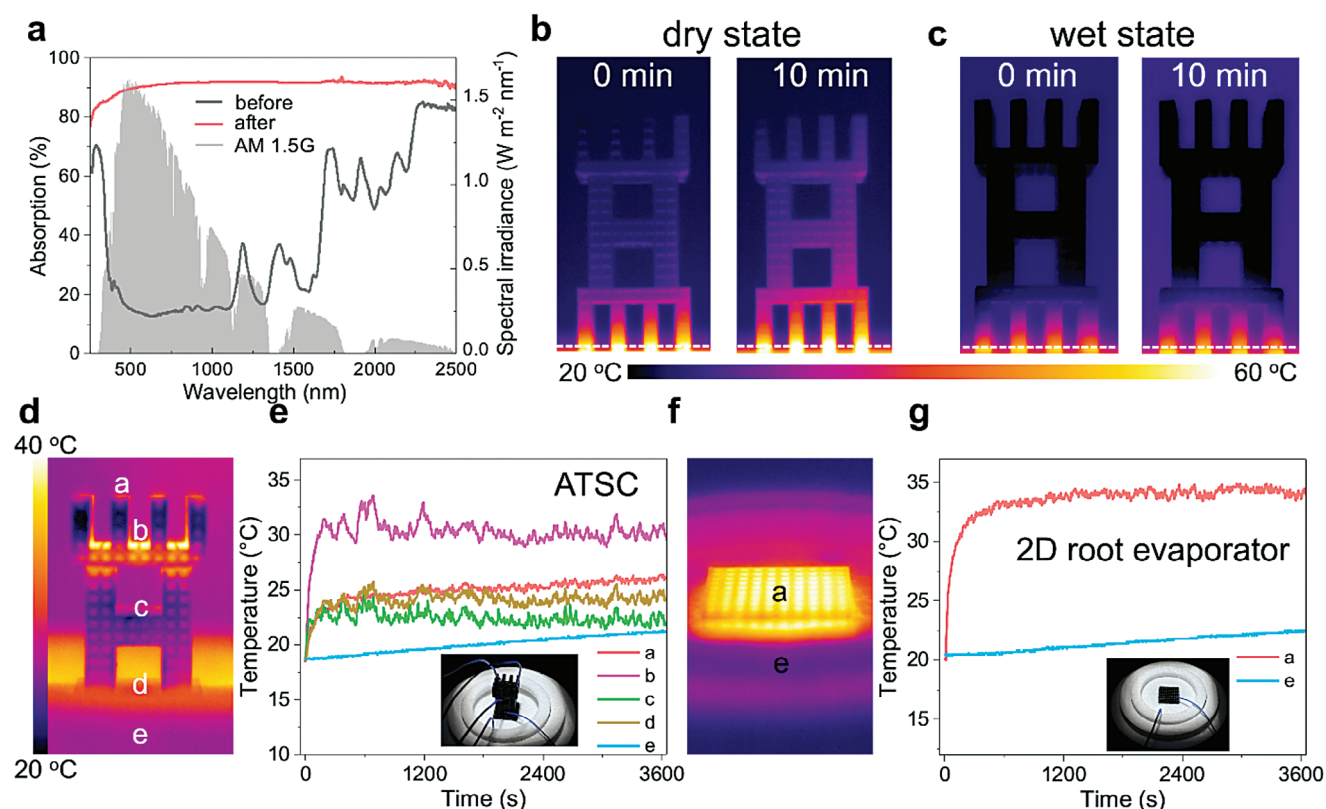 a
100
80
60
40
20
0
Absorption (%)
before
after
AM 1.5G
1.5
1.0
0.5
0.0
Spectral irradiance (W m-2 nm-1)
500 1000 1500 2000 2500
Wavelength (nm)
b
dry state
0 min
10 min
c
wet state
0 min
10 min
20 ºC
60 ºC
d
40 ºC
20 ºC
a
b
c
d
e
e
ATSC
35
30
25
20
15
10
Temperature (°C)
a
b
c
d
e
0 1200 2400 3600
Time (s)
f
a
e
g
35
30
25
20
15
Temperature (°C)
2D root evaporator
a
e
0 1200 2400 3600
Time (s)